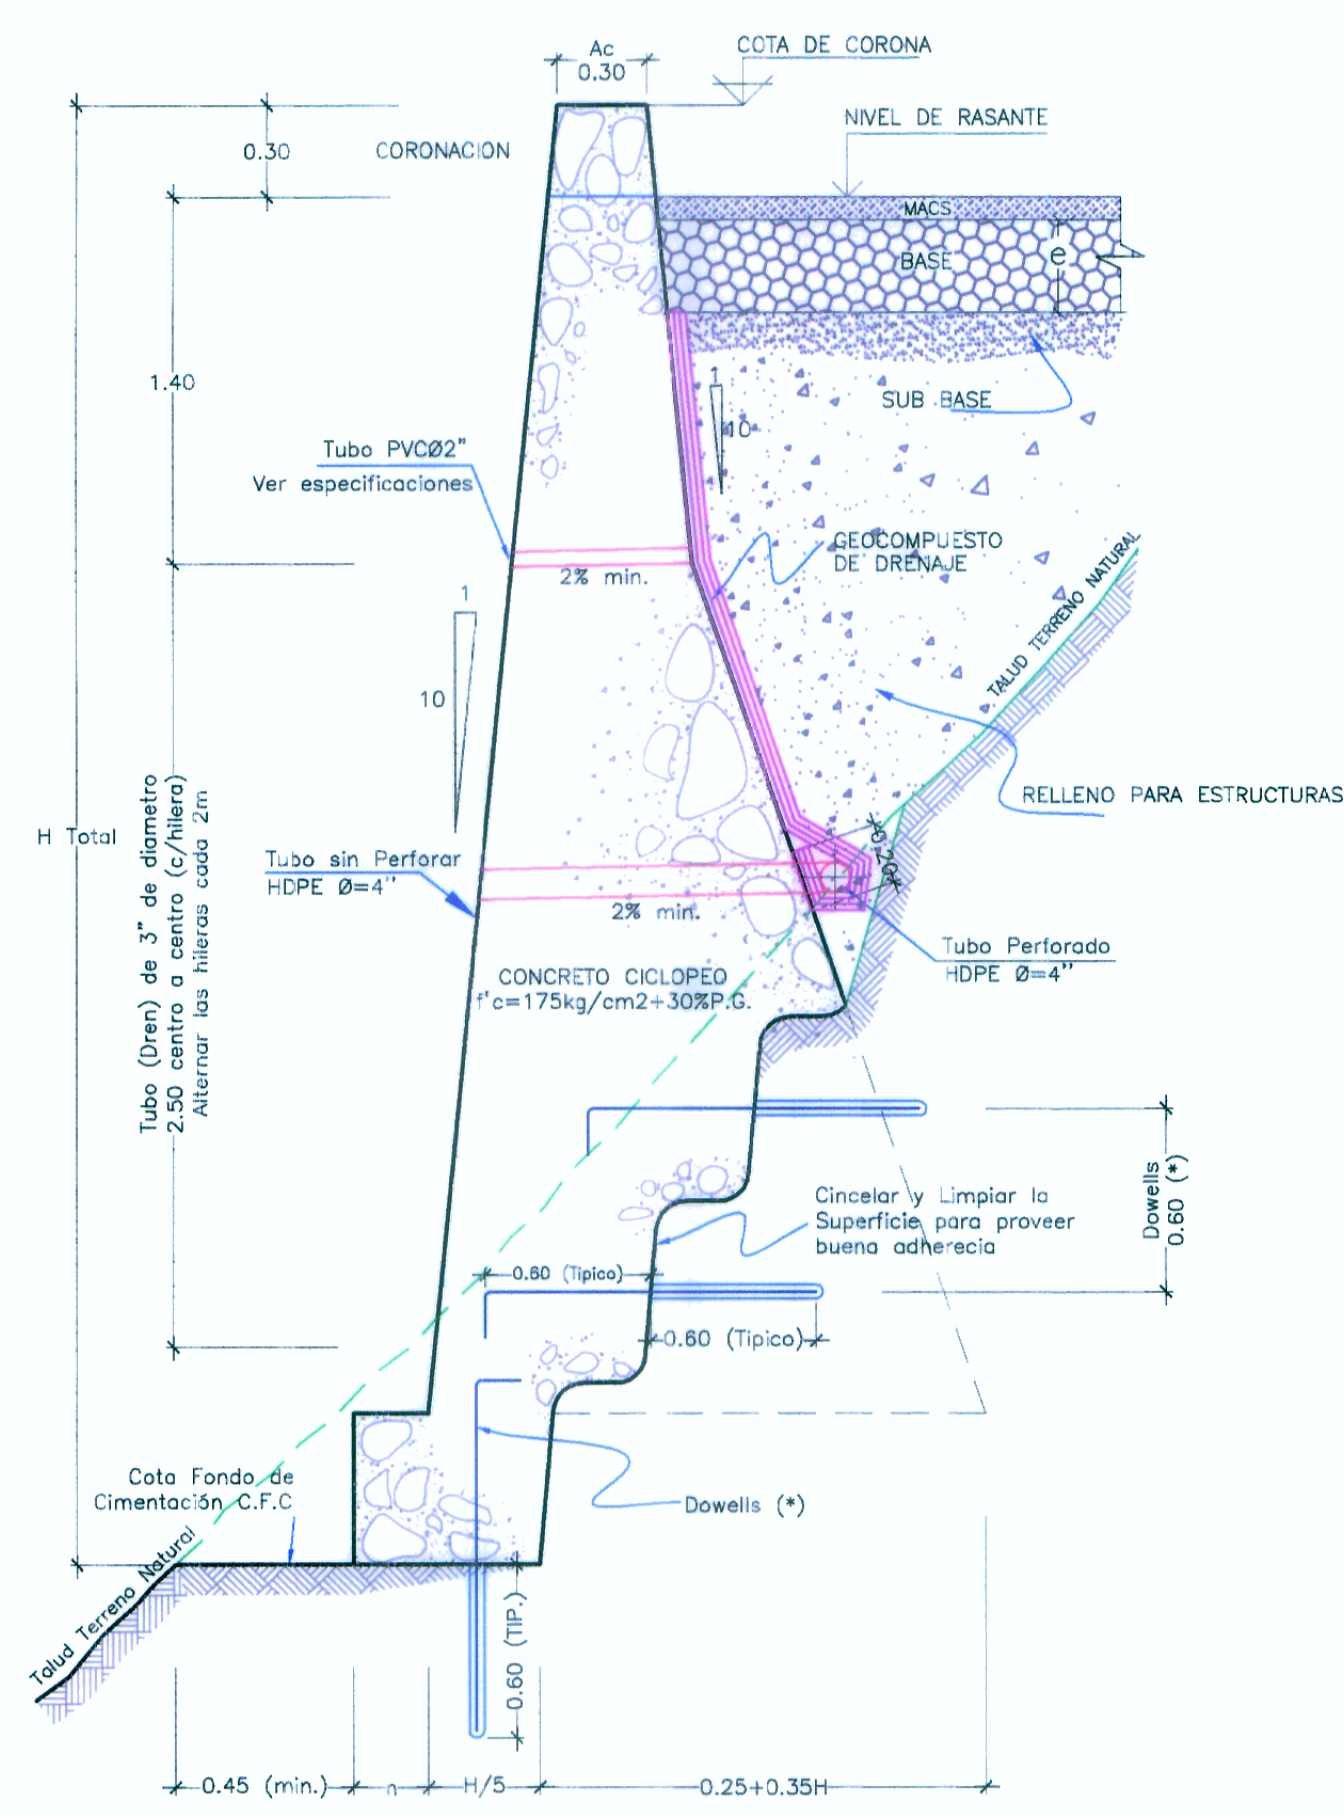 Ac
0.30
COTA DE CORONA
NIVEL DE RASANTE
0.30
CORONACION
MACS
BASE
e
1.40
SUB BASE
1
10
Tubo PVCØ2"
Ver especificaciones
GEOCOMPUESTO
DE DRENAJE
2% min.
TALUD TERRENO NATURAL
1
10
RELLENO PARA ESTRUCTURAS
H Total
Tubo (Dren) de 3" de diametro
2.50 centro a centro (c/hilera)
Alternar las hileras cada 2m
Tubo sin Perforar
HDPE Ø=4"
0,20
2% min.
Tubo Perforado
HDPE Ø=4"
CONCRETO CICLOPEO
f'c=175kg/cm2+30%P.G.
Dowells
0.60 (*)
Cincelar y Limpiar la
Superficie para proveer
buena adherecia
0.60 (Tipico)
0.60 (Tipico)
Cota Fondo de
Cimentación C.F.C
Dowells (*)
Talud Terreno Natural
0.60 (TIP.)
0.45 (min.)
n
H/5
0.25+0.35H